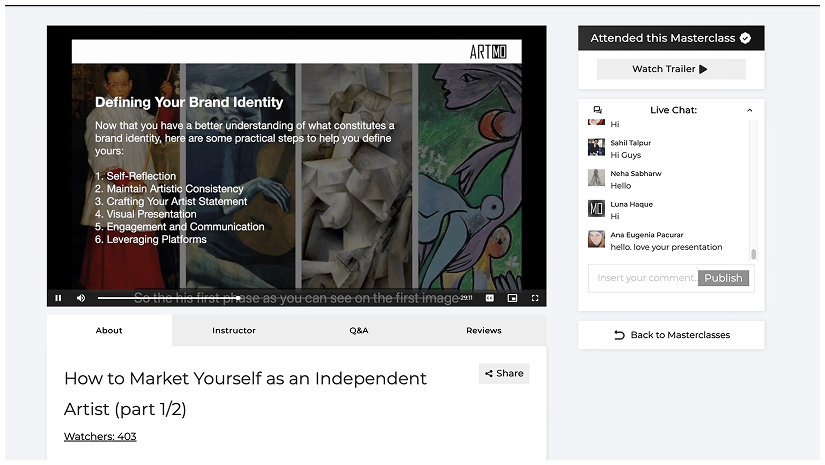 ARTMO
Defining Your Brand Identity
Now that you have a better understanding of what constitutes a
brand identity, here are some practical steps to help you define
yours:
1. Self-Reflection
2. Maintain Artistic Consistency
3. Crafting Your Artist Statement
4. Visual Presentation
5. Engagement and Communication
6. Leveraging Platforms
So the his first phase as you can see on the first image
-29:11
About
Instructor
Q&A
Reviews
How to Market Yourself as an Independent
Artist (part 1/2)
Share
Watchers: 403
Attended this Masterclass
Watch Trailer
Live Chat:
Hi
Sahil Talpur
Hi Guys
Neha Sabharw
Hello
MO
Luna Haque
Hi
Ana Eugenia Pacurar
hello. love your presentation
Insert your comment.
Publish
Back to Masterclasses